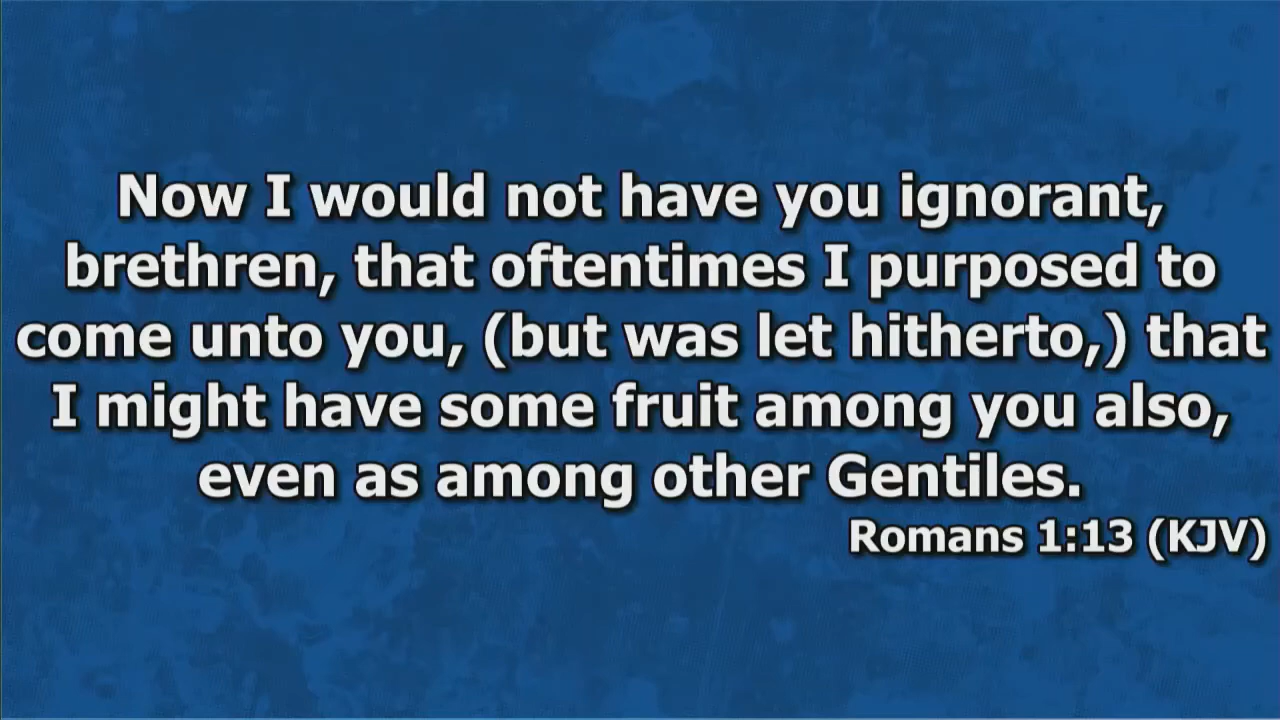 Now I would not have you ignorant,
brethren, that oftentimes I purposed to
come unto you, (but was let hitherto,) that
I might have some fruit among you also,
even as among other Gentiles.
Romans 1:13 (KJV)